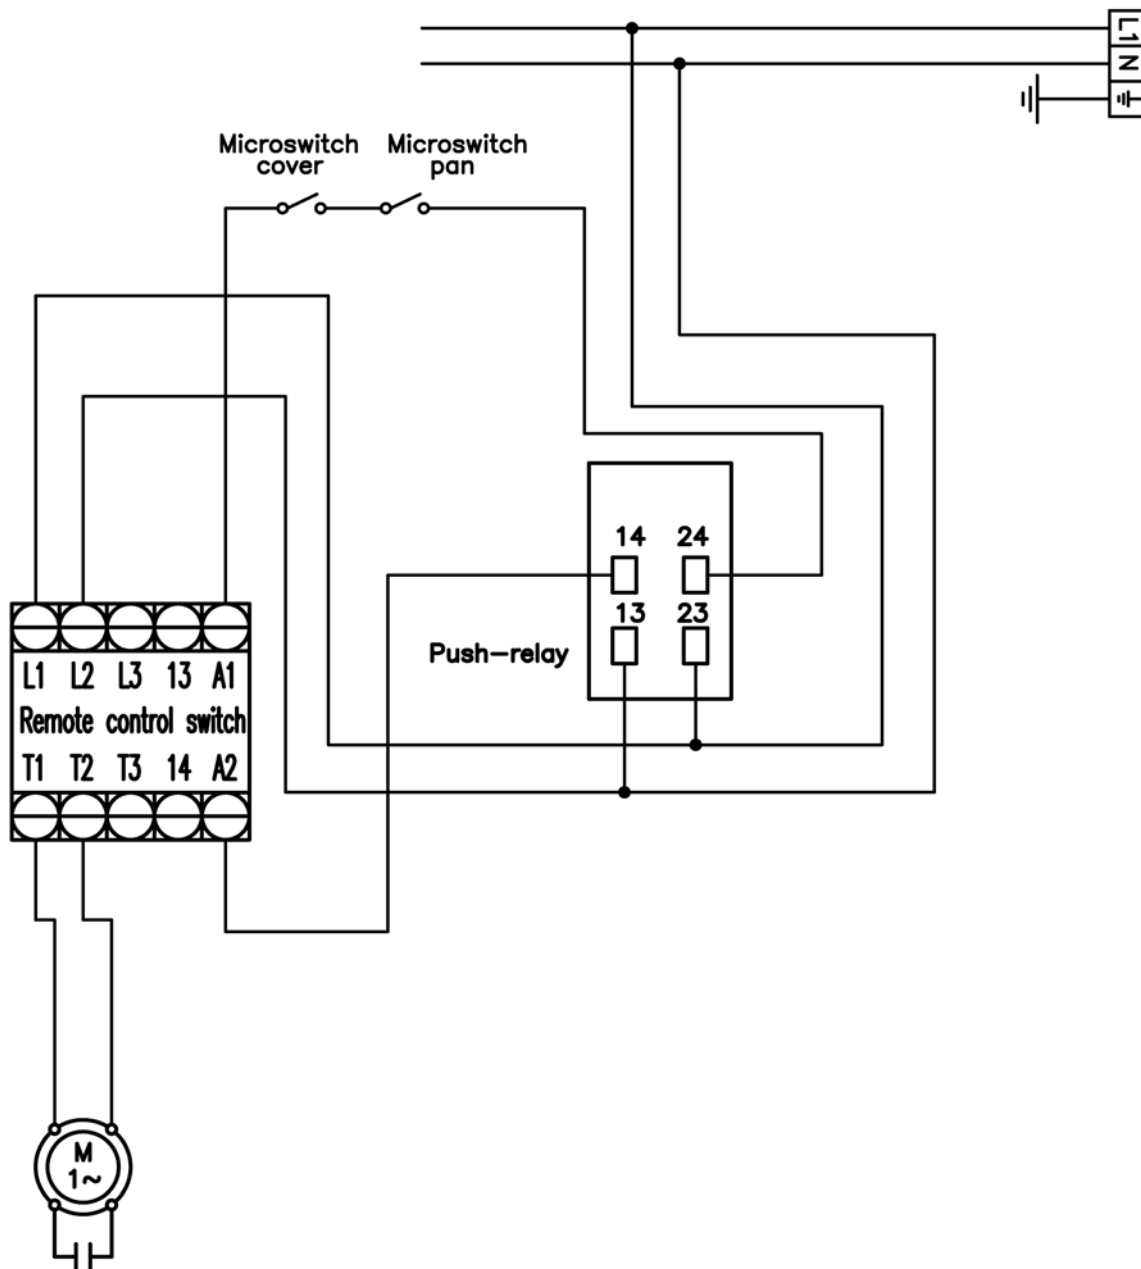 L1
N
Microswitch Microswitch
cover pan
14 24
13 23
Push-relay
L1 L2 L3 13 A1
Remote control switch
T1 T2 T3 14 A2
M
1~